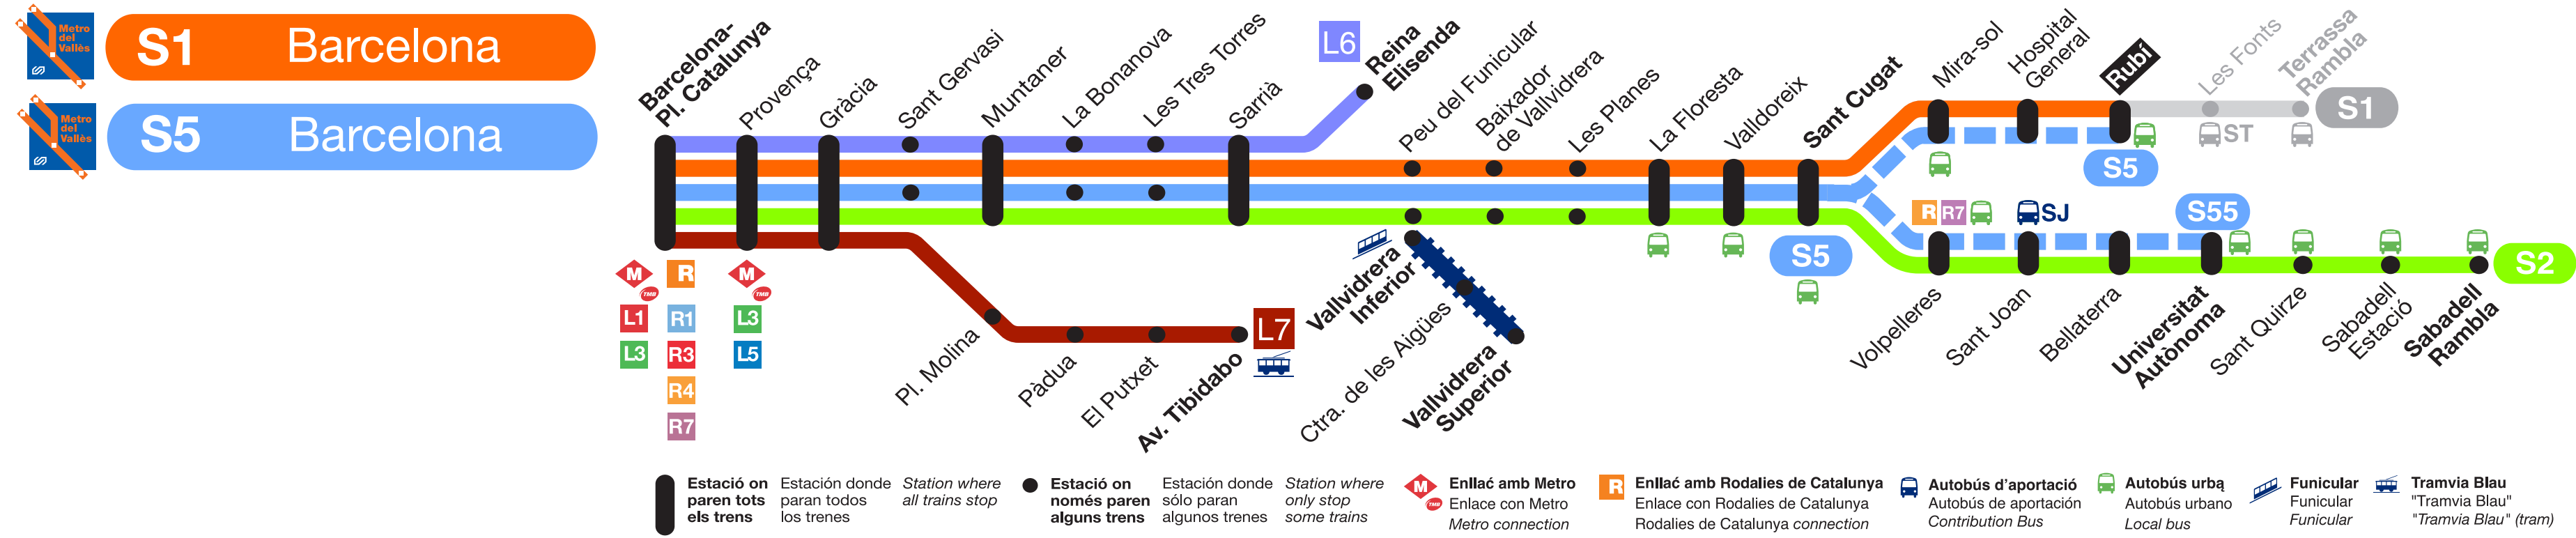 Metro
del
Vallès
S1 Barcelona
Metro
del
Vallès
S5 Barcelona
Barcelona-
Pl. Catalunya
Provença
Gràcia
Sant Gervasi
Muntaner
La Bonanova
Les Tres Torres
Sarrià
L6
Reina
Elisenda
Peu del Funicular
Baixador
de Vallvidrera
Les Planes
La Floresta
Valldoreix
Sant Cugat
Mira-sol
Hospital
General
Rubí
Les Fonts
Terrassa
Rambla
S1
ST
S5
R R7
SJ
S55
S5
S2
M
TMB
L1
L3
R
R1
R3
R4
R7
M
TMB
L3
L5
Pl. Molina
Pàdua
El Putxet
Av. Tibidabo
L7
Vallvidrera
Inferior
Ctra. de les Aigües
Vallvidrera
Superior
Volpelleres
Sant Joan
Bellaterra
Universitat
Autònoma
Sant Quirze
Sabadell
Estació
Sabadell
Rambla
Estació on
paren tots
els trens
Estación donde
paran todos
los trenes
Station where
all trains stop
Estació on
només paren
alguns trens
Estación donde
sólo paran
algunos trenes
Station where
only stop
some trains
M
TMB
Enllaç amb Metro
Enlace con Metro
Metro connection
R
Enllaç amb Rodalies de Catalunya
Enlace con Rodalies de Catalunya
Rodalies de Catalunya connection
Autobús d'aportació
Autobús de aportación
Contribution Bus
Autobús urbą
Autobús urbano
Local bus
Funicular
Funicular
Funicular
Tramvia Blau
"Tramvia Blau"
"Tramvia Blau" (tram)